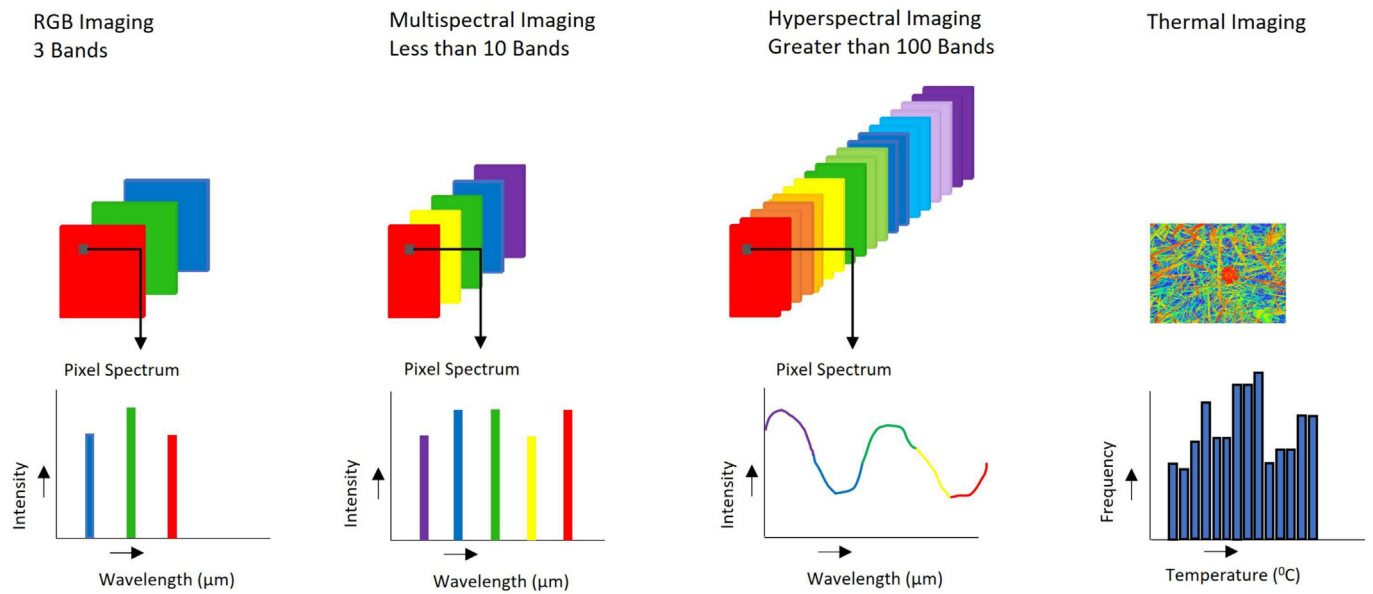 RGB Imaging
3 Bands
Multispectral Imaging
Less than 10 Bands
Hyperspectral Imaging
Greater than 100 Bands
Thermal Imaging
Pixel Spectrum
Intensity
Wavelength (µm)
Pixel Spectrum
Intensity
Wavelength (µm)
Pixel Spectrum
Intensity
Wavelength (µm)
Frequency
Temperature (⁰C)